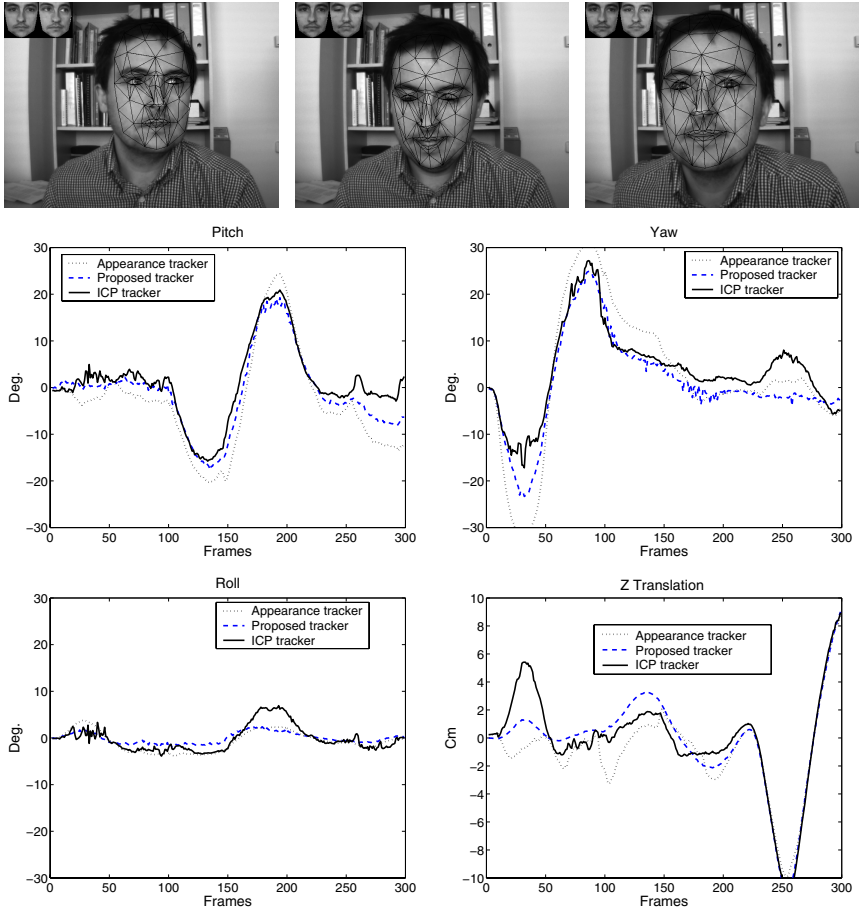 Pitch
30
20
10
0
-10
-20
-30
Deg.
Appearance tracker
Proposed tracker
ICP tracker
0 50 100 150 200 250 300
Frames
Yaw
30
20
10
0
-10
-20
-30
Deg.
Appearance tracker
Proposed tracker
ICP tracker
0 50 100 150 200 250 300
Frames
Roll
30
20
10
0
-10
-20
-30
Deg.
Appearance tracker
Proposed tracker
ICP tracker
0 50 100 150 200 250 300
Frames
Z Translation
10
8
6
4
2
0
-2
-4
-6
-8
-10
Cm
Appearance tracker
Proposed tracker
ICP tracker
0 50 100 150 200 250 300
Frames